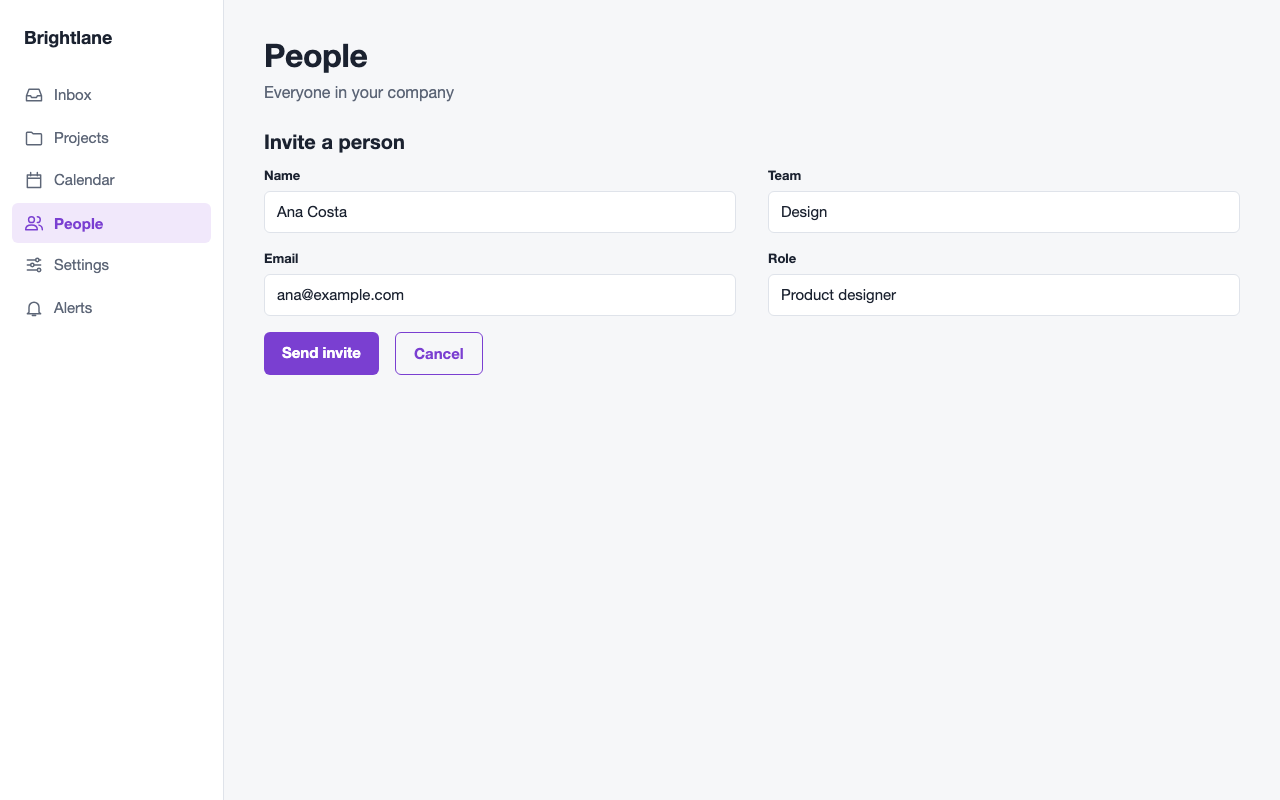 Brightlane
Inbox
Projects
Calendar
People
Settings
Alerts
People
Everyone in your company
Invite a person
Name
Ana Costa
Team
Design
Email
ana@example.com
Role
Product designer
Send invite
Cancel